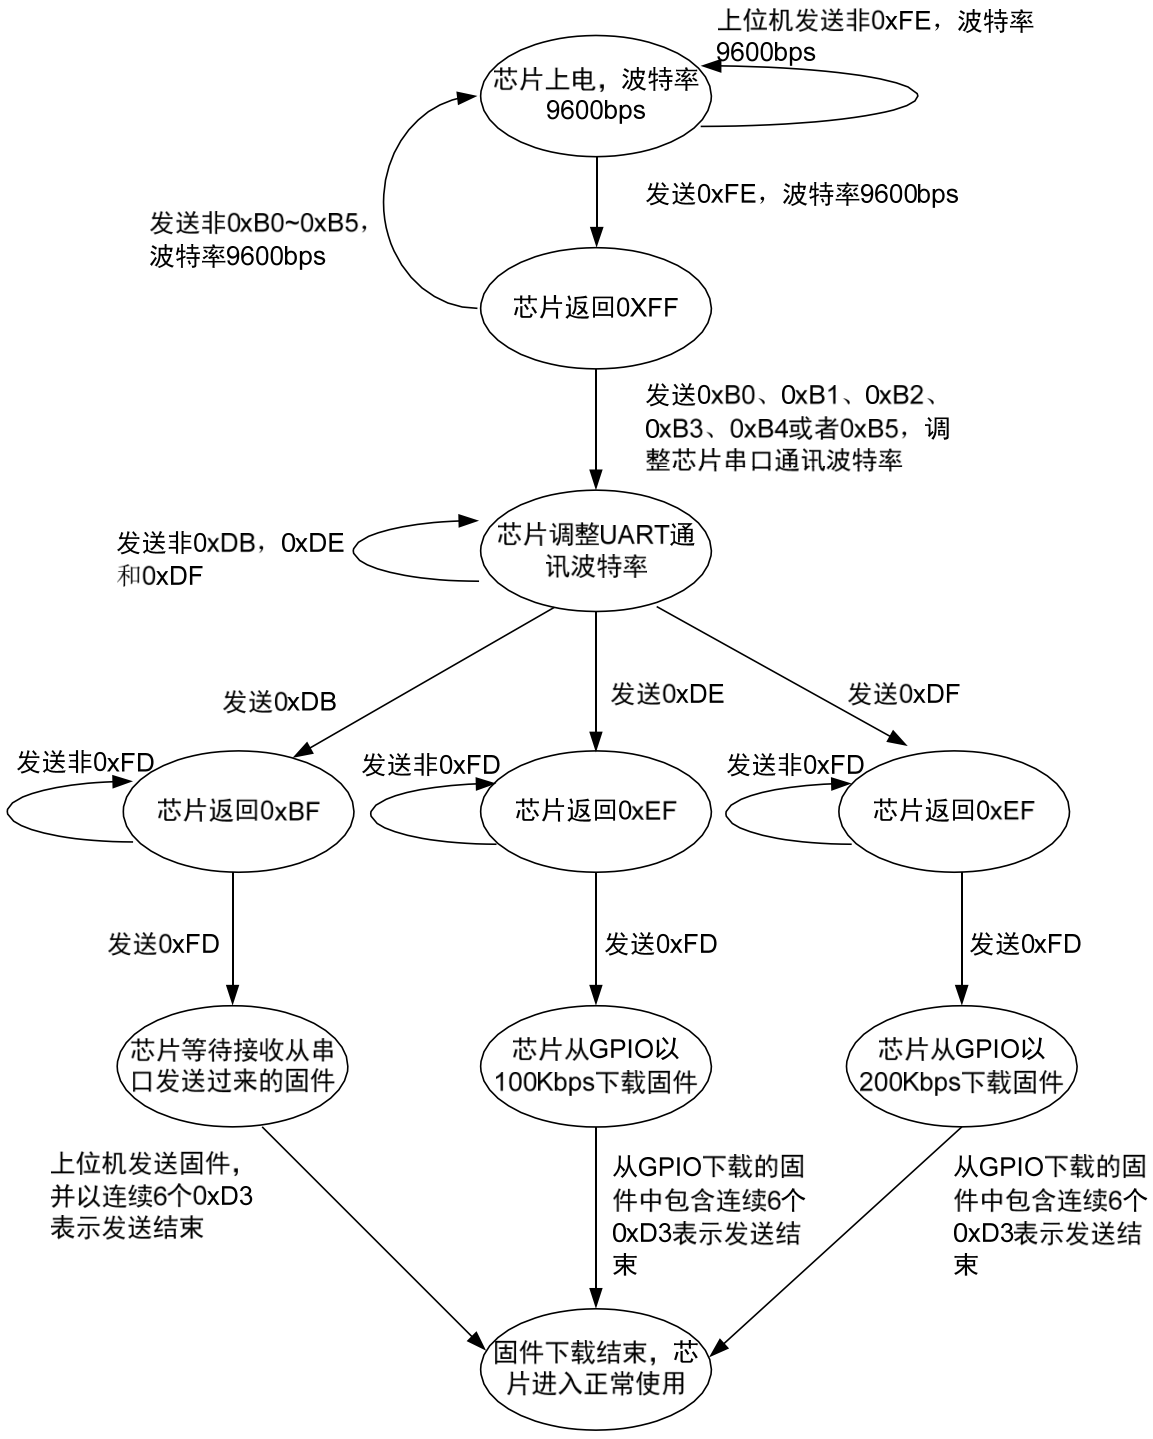 上位机发送非0xFE，波特率
9600bps
芯片上电，波特率
9600bps
发送0xFE，波特率9600bps
发送非0xB0~0xB5，
波特率9600bps
芯片返回0XFF
发送0xB0、0xB1、0xB2、
0xB3、0xB4或者0xB5，调
整芯片串口通讯波特率
发送非0xDB，0xDE
和0xDF
芯片调整UART通
讯波特率
发送0xDB
发送0xDE
发送0xDF
发送非0xFD
发送非0xFD
发送非0xFD
芯片返回0xBF
芯片返回0xEF
芯片返回0xEF
发送0xFD
发送0xFD
发送0xFD
芯片等待接收从串
口发送过来的固件
芯片从GPIO以
100Kbps下载固件
芯片从GPIO以
200Kbps下载固件
上位机发送固件，
并以连续6个0xD3
表示发送结束
从GPIO下载的固
件中包含连续6个
0xD3表示发送结
束
从GPIO下载的固
件中包含连续6个
0xD3表示发送结
束
固件下载结束，芯
片进入正常使用